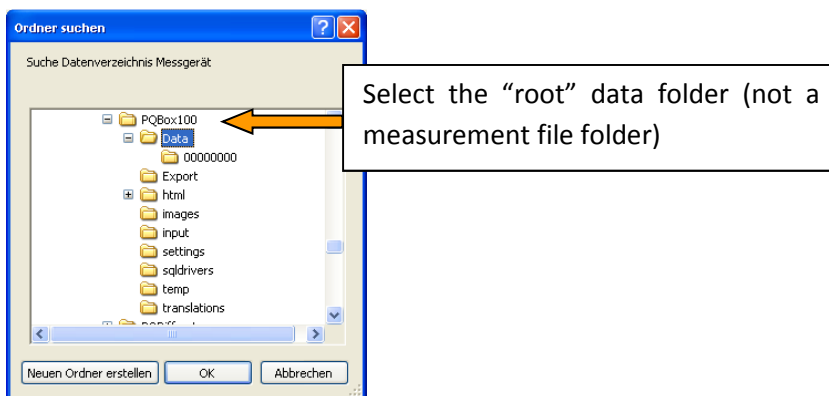 Ordner suchen
Suche Datenverzeichnis Messgerät
PQBox100
Data
00000000
Export
html
images
input
settings
sqldrivers
temp
translations
Neuen Ordner erstellen
OK
Abbrechen
Select the “root” data folder (not a
measurement file folder)